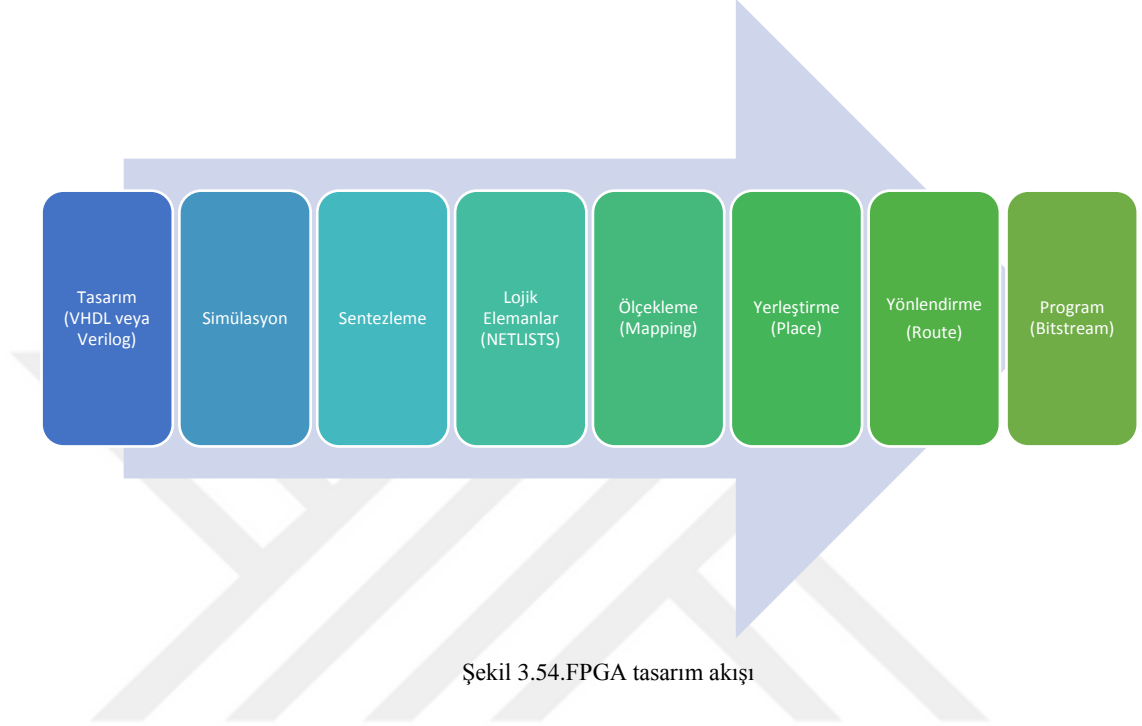 Tasarım
(VHDL veya
Verilog)
Simülasyon
Sentezleme
Lojik
Elemanlar
(NETLISTS)
Ölçekleme
(Mapping)
Yerleştirme
(Place)
Yönlendirme
(Route)
Program
(Bitstream)
Şekil 3.54.FPGA tasarım akışı